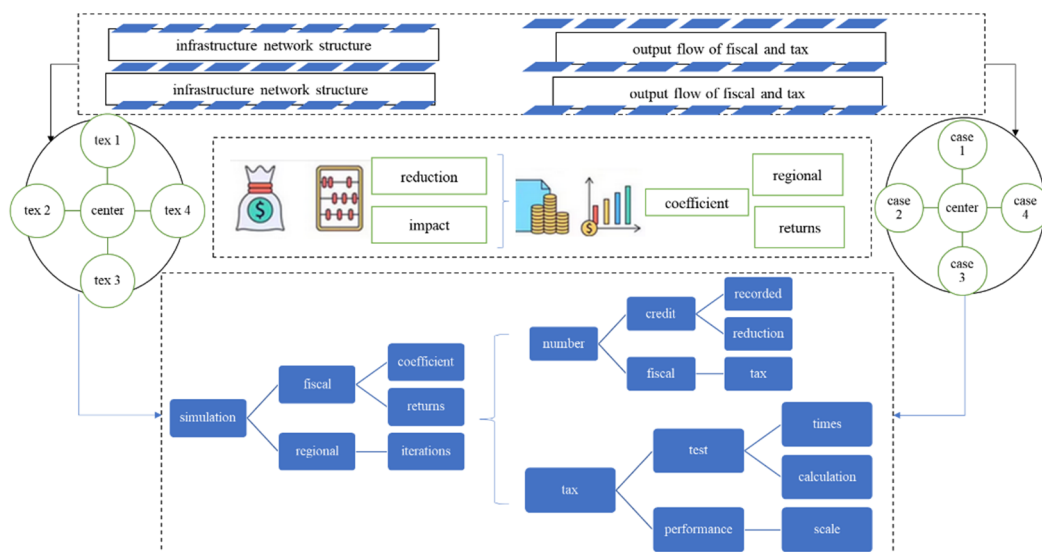 infrastructure network structure
output flow of fiscal and tax
infrastructure network structure
output flow of fiscal and tax
tex 1
tex 2
center
tex 4
tex 3
reduction
impact
$
$
coefficient
regional
returns
case
1
case
2
center
case
4
case
3
simulation
fiscal
coefficient
returns
regional
iterations
number
credit
recorded
reduction
fiscal
tax
tax
test
times
calculation
performance
scale